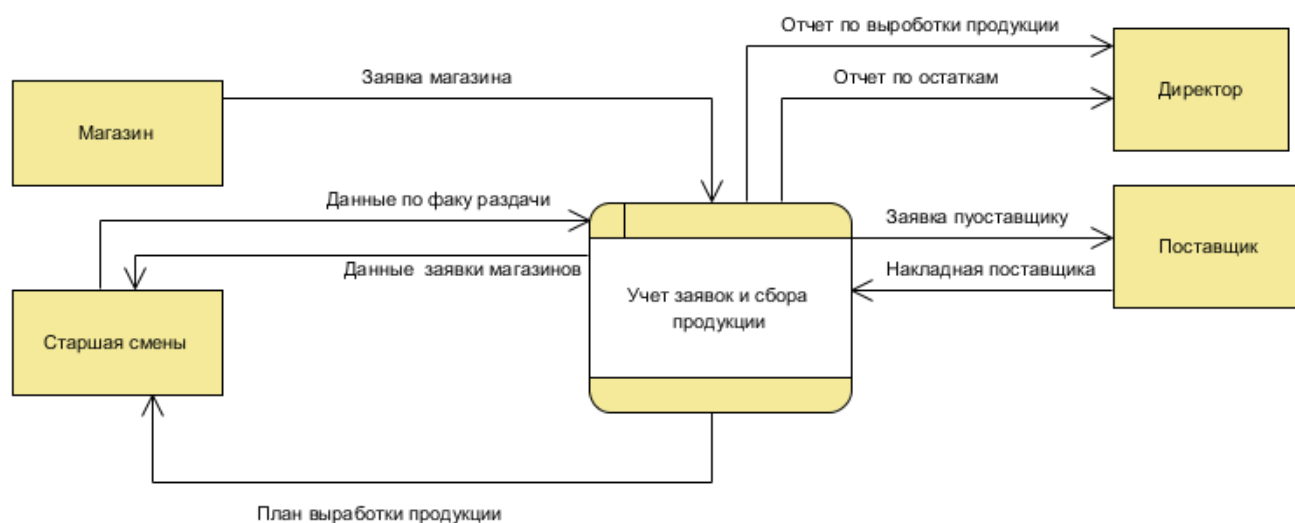 Отчет по выроботки продукции
Заявка магазина
Отчет по остаткам
Директор
Магазин
Данные по факу раздачи
Заявка пуоставщику
Поставщик
Данные  заявки магазинов
Накладная поставщика
Учет заявок и сбора
продукции
Старшая смены
План выработки продукции